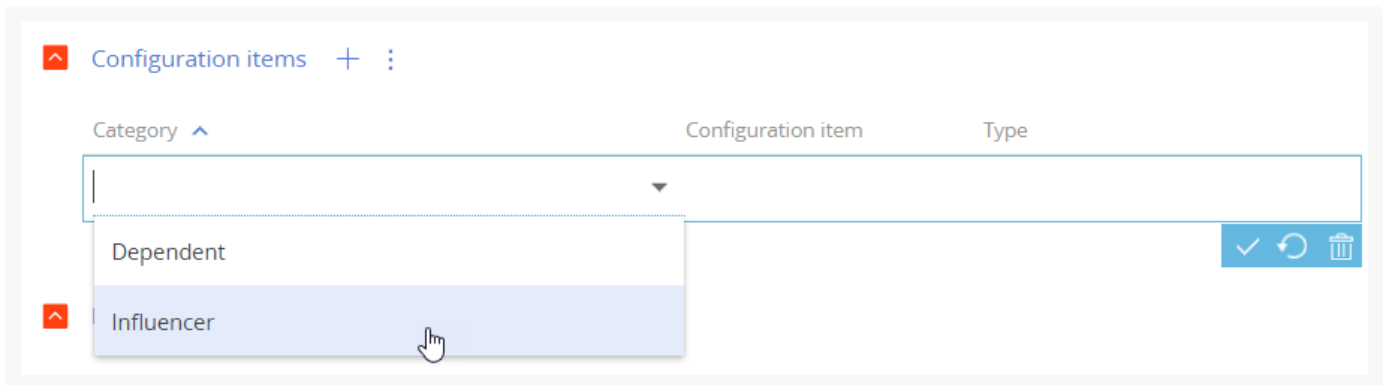 Configuration items
Category Configuration item Type
Dependent
Influencer